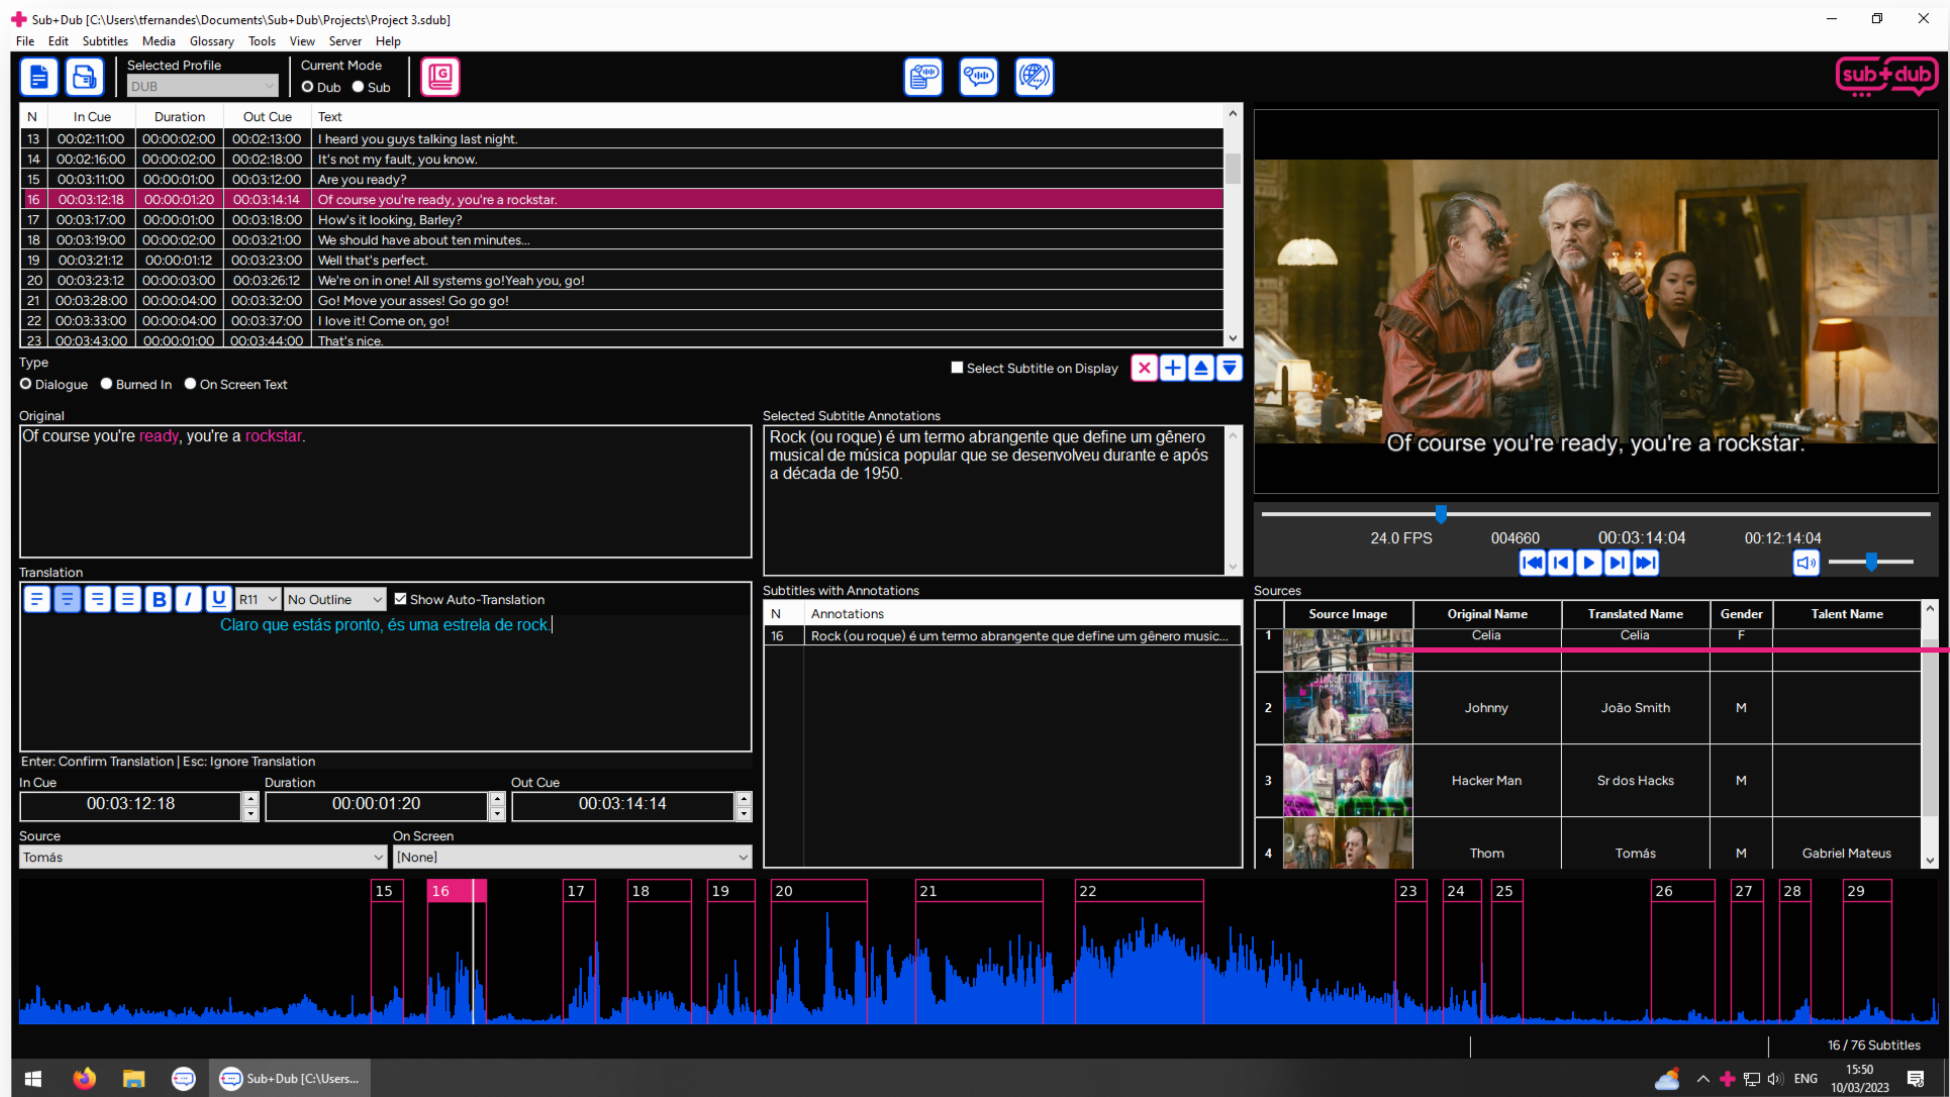 Sub+Dub [C:\Users\tfernandes\Documents\Sub+Dub\Projects\Project 3.sdub]
File Edit Subtitles Media Glossary Tools View Server Help
Selected Profile
DUB
Current Mode
Dub Sub
G
sub+dub
N In Cue Duration Out Cue Text
13 00:02:11:00 00:00:02:00 00:02:13:00 I heard you guys talking last night.
14 00:02:16:00 00:00:02:00 00:02:18:00 It's not my fault, you know.
15 00:03:11:00 00:00:01:00 00:03:12:00 Are you ready?
16 00:03:12:18 00:00:01:20 00:03:14:14 Of course you're ready, you're a rockstar.
17 00:03:17:00 00:00:01:00 00:03:18:00 How's it looking, Barley?
18 00:03:19:00 00:00:02:00 00:03:21:00 We should have about ten minutes...
19 00:03:21:12 00:00:01:12 00:03:23:00 Well that's perfect.
20 00:03:23:12 00:00:03:00 00:03:26:12 We're on in one! All systems go!Yeah you, go!
21 00:03:28:00 00:00:04:00 00:03:32:00 Go! Move your asses! Go go go!
22 00:03:33:00 00:00:04:00 00:03:37:00 I love it! Come on, go!
23 00:03:43:00 00:00:01:00 00:03:44:00 That's nice.
Type
Dialogue Burned In On Screen Text
Select Subtitle on Display
Original
Of course you're ready, you're a rockstar.
Selected Subtitle Annotations
Rock (ou roque) é um termo abrangente que define um gênero
musical de música popular que se desenvolveu durante e após
a década de 1950.
Of course you're ready, you're a rockstar.
24.0 FPS 004660 00:03:14:04 00:12:14:04
Translation
B I U R11 No Outline Show Auto-Translation
Claro que estás pronto, és uma estrela de rock.
Enter: Confirm Translation | Esc: Ignore Translation
In Cue Duration Out Cue
00:03:12:18 00:00:01:20 00:03:14:14
Source On Screen
Tomás [None]
Subtitles with Annotations
N Annotations
16 Rock (ou roque) é um termo abrangente que define um gênero music...
Sources
Source Image Original Name Translated Name Gender Talent Name
1 Celia Celia F
2 Johnny João Smith M
3 Hacker Man Sr dos Hacks M
4 Thom Tomás M Gabriel Mateus
15 16 17 18 19 20 21 22 23 24 25 26 27 28 29
16 / 76 Subtitles
Sub+Dub [C:\Users...
ENG
15:50
10/03/2023